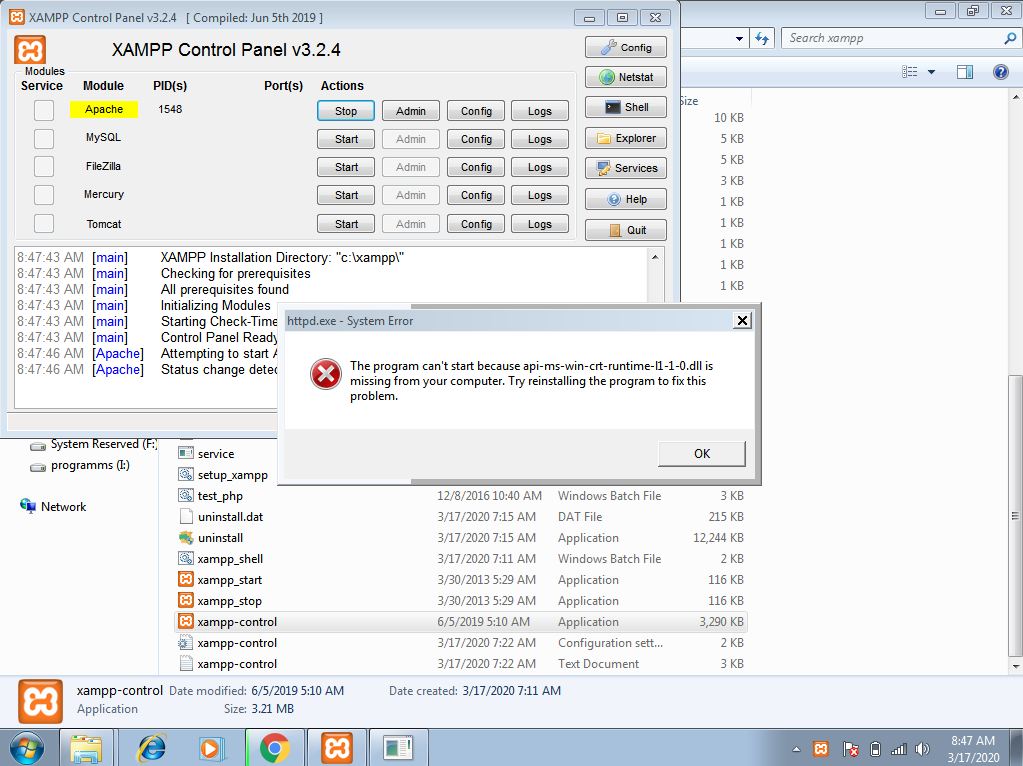 XAMPP Control Panel v3.2.4 [ Compiled: Jun 5th 2019 ]
XAMPP Control Panel v3.2.4
Config
Netstat
Shell
Explorer
Services
Help
Quit
Modules
Service Module PID(s) Port(s) Actions
Apache 1548 Stop Admin Config Logs
MySQL Start Admin Config Logs
FileZilla Start Admin Config Logs
Mercury Start Admin Config Logs
Tomcat Start Admin Config Logs
8:47:43 AM [main] XAMPP Installation Directory: "c:\xampp\"
8:47:43 AM [main] Checking for prerequisites
8:47:43 AM [main] All prerequisites found
8:47:43 AM [main] Initializing Modules
8:47:43 AM [main] Starting Check-Time
8:47:43 AM [main] Control Panel Ready
8:47:46 AM [Apache] Attempting to start A
8:47:46 AM [Apache] Status change detec
Search xampp
Size
10 KB
5 KB
5 KB
3 KB
1 KB
1 KB
1 KB
1 KB
1 KB
httpd.exe - System Error
The program can't start because api-ms-win-crt-runtime-l1-1-0.dll is
missing from your computer. Try reinstalling the program to fix this
problem.
OK
System Reserved (F:)
programms (I:)
Network
service
setup_xampp
test_php 12/8/2016 10:40 AM Windows Batch File 3 KB
uninstall.dat 3/17/2020 7:15 AM DAT File 215 KB
uninstall 3/17/2020 7:15 AM Application 12,244 KB
xampp_shell 3/17/2020 7:11 AM Windows Batch File 2 KB
xampp_start 3/30/2013 5:29 AM Application 116 KB
xampp_stop 3/30/2013 5:29 AM Application 116 KB
xampp-control 6/5/2019 5:10 AM Application 3,290 KB
xampp-control 3/17/2020 7:22 AM Configuration sett... 2 KB
xampp-control 3/17/2020 7:22 AM Text Document 3 KB
xampp-control Date modified: 6/5/2019 5:10 AM Date created: 3/17/2020 7:11 AM
Application Size: 3.21 MB
8:47 AM
3/17/2020